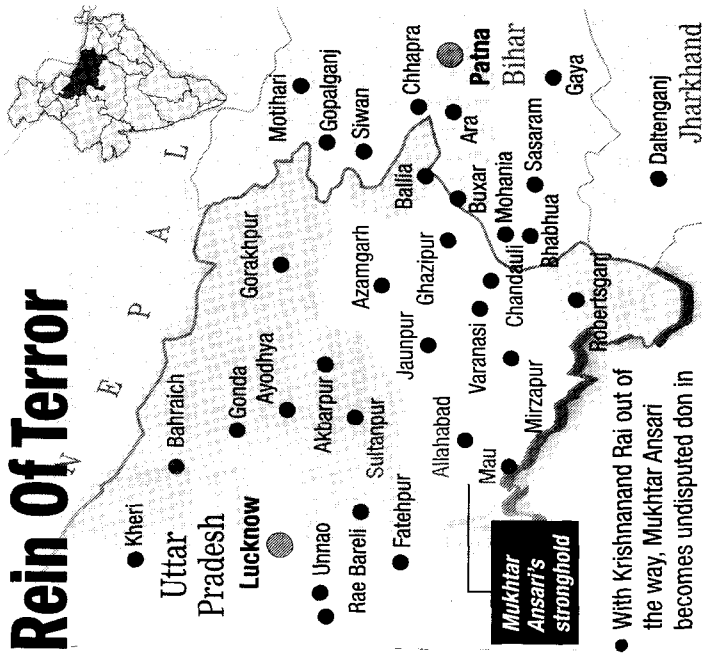 Rein Of Terror
N E P A L
Kheri
Bahraich
Uttar
Pradesh
Gonda
Lucknow
Ayodhya
Gorakhpur
Motihari
Gopalganj
Siwan
Unnao
Rae Bareli
Akbarpur
Sultanpur
Azamgarh
Fatehpur
Jaunpur
Ghazipur
Ballia
Chhapra
Patna
Bihar
Ara
Buxar
Allahabad
Mau
Varanasi
Mirzapur
Chandauli
Mohania
Bhabhua
Sasaram
Gaya
Robertsganj
Daltenganj
Jharkhand
Mukhtar
Ansari's
stronghold
● With Krishnanand Rai out of
the way, Mukhtar Ansari
becomes undisputed don in